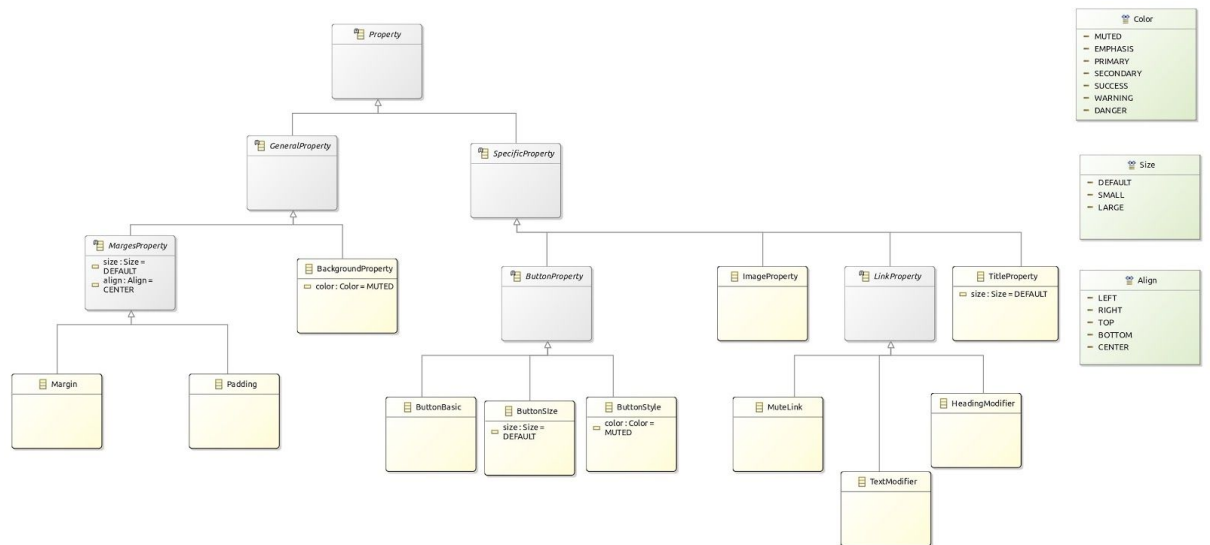 Property
Color
MUTED
EMPHASIS
PRIMARY
SECONDARY
SUCCESS
WARNING
DANGER
GeneralProperty
SpecificProperty
Size
DEFAULT
SMALL
LARGE
MargesProperty
size : Size =
DEFAULT
align : Align =
CENTER
BackgroundProperty
color : Color = MUTED
ButtonProperty
ImageProperty
LinkProperty
TitleProperty
size : Size = DEFAULT
Align
LEFT
RIGHT
TOP
BOTTOM
CENTER
Margin
Padding
ButtonBasic
ButtonSIze
size : Size =
DEFAULT
ButtonStyle
color : Color =
MUTED
MuteLink
HeadingModifier
TextModifier